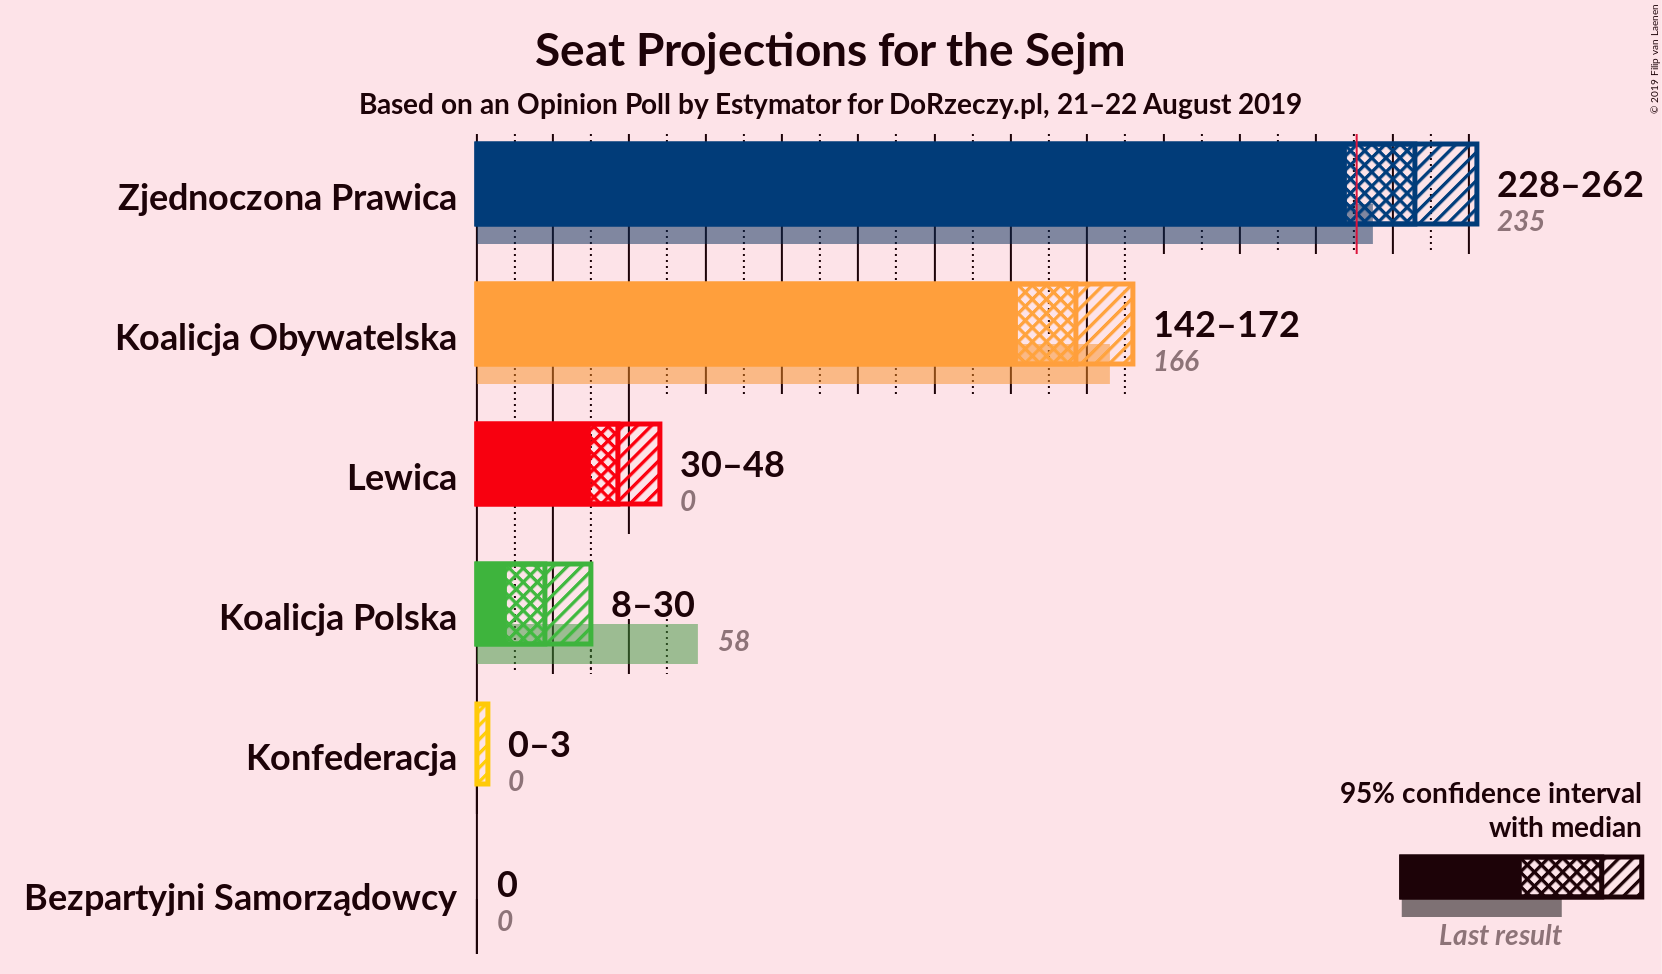 Seat Projections for the Sejm
Based on an Opinion Poll by Estymator for DoRzeczy.pl, 21–22 August 2019
© 2019 Filip van Laenen
Zjednoczona Prawica
228–262
235
Koalicja Obywatelska
142–172
166
Lewica
30–48
0
Koalicja Polska
8–30
58
Konfederacja
0–3
0
Bezpartyjni Samorządowcy
0
0
95% confidence interval
with median
Last result